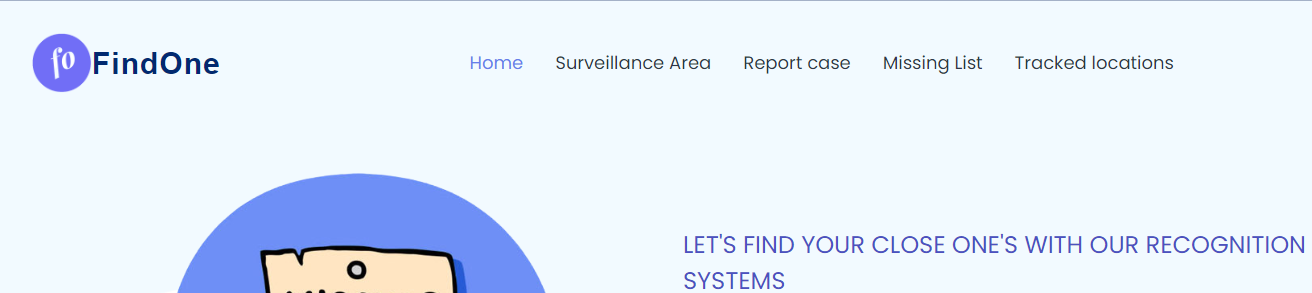 fo FindOne
Home Surveillance Area Report case Missing List Tracked locations
LET'S FIND YOUR CLOSE ONE'S WITH OUR RECOGNITION
SYSTEMS